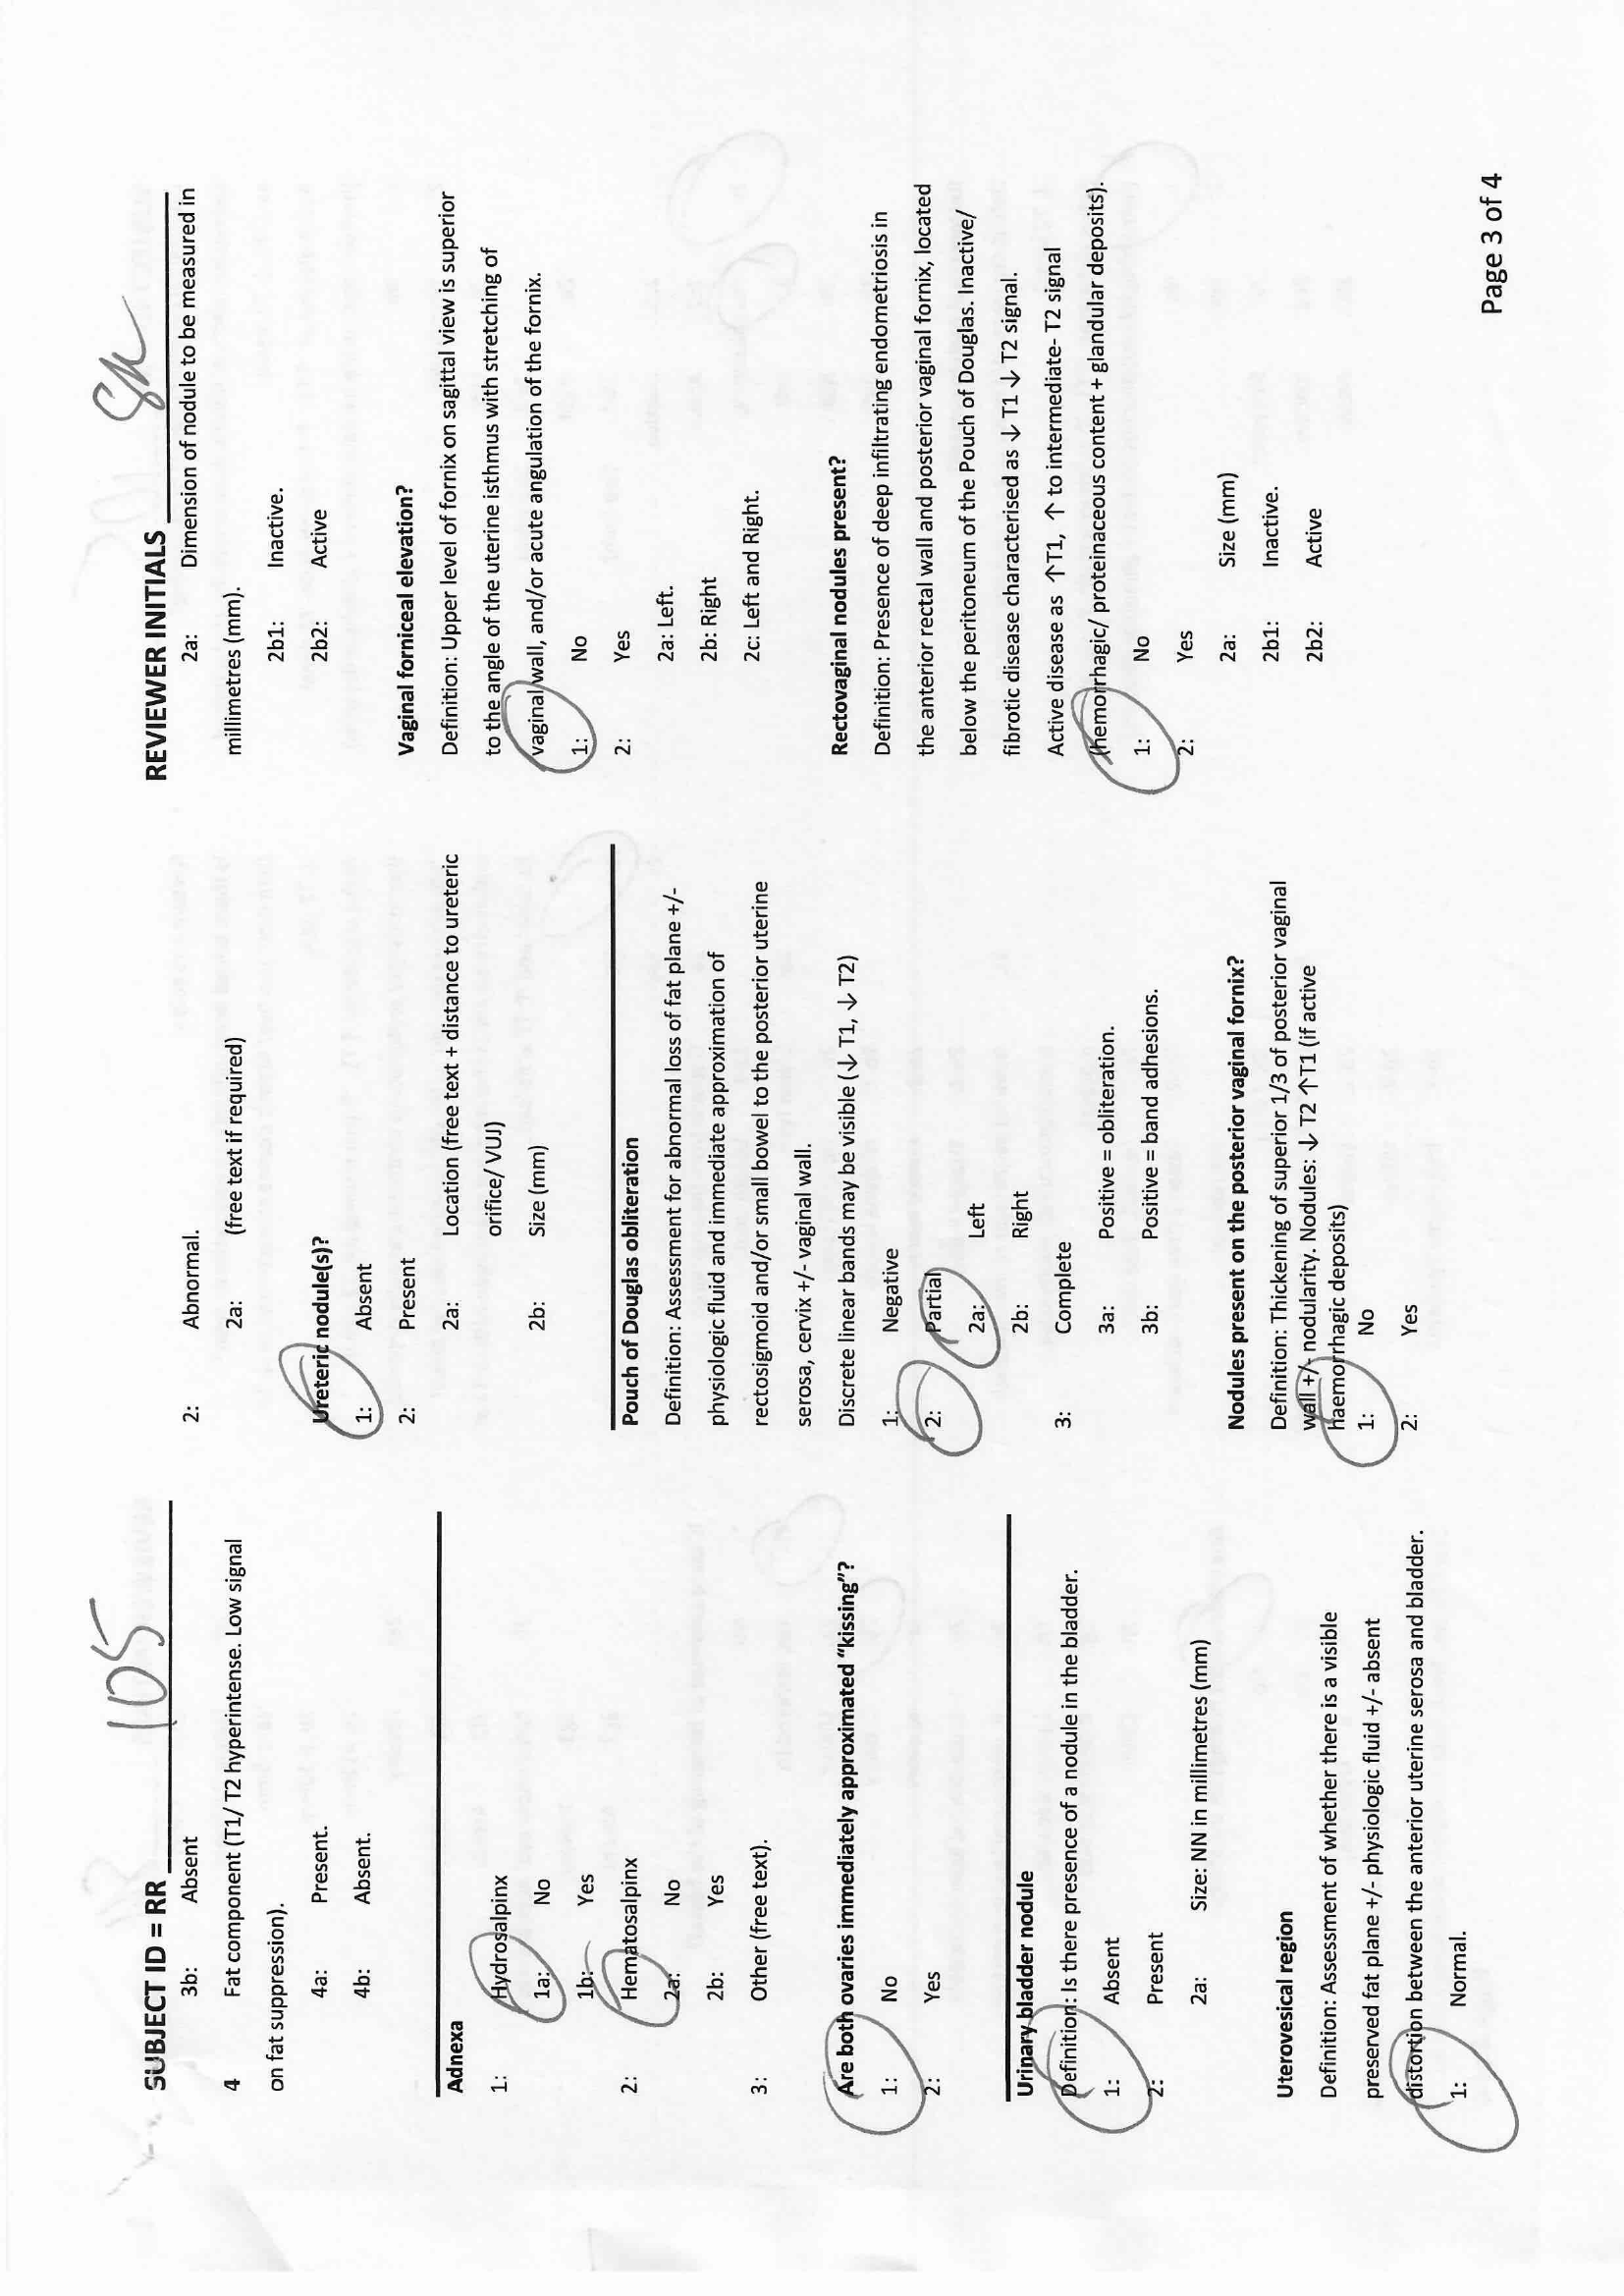 SUBJECT ID = RR 105
REVIEWER INITIALS
3b: Absent
4 Fat component (T1/ T2 hyperintense. Low signal
on fat suppression).
4a: Present.
4b: Absent.
Adnexa
1: Hydrosalpinx
1a: No
1b: Yes
2: Hematosalpinx
2a: No
2b: Yes
3: Other (free text).
Are both ovaries immediately approximated "kissing"?
1: No
2: Yes
Urinary bladder nodule
Definition: Is there presence of a nodule in the bladder.
1: Absent
2: Present
2a: Size: NN in millimetres (mm)
Uterovesical region
Definition: Assessment of whether there is a visible
preserved fat plane +/- physiologic fluid +/- absent
distortion between the anterior uterine serosa and bladder.
1: Normal.
2: Abnormal.
2a: (free text if required)
Ureteric nodule(s)?
1: Absent
2: Present
2a: Location (free text + distance to ureteric
orifice/ VUJ)
2b: Size (mm)
Pouch of Douglas obliteration
Definition: Assessment for abnormal loss of fat plane +/-
physiologic fluid and immediate approximation of
rectosigmoid and/or small bowel to the posterior uterine
serosa, cervix +/- vaginal wall.
Discrete linear bands may be visible (↓ T1, ↓ T2)
1: Negative
2: Partial
2a: Left
2b: Right
3: Complete
3a: Positive = obliteration.
3b: Positive = band adhesions.
Nodules present on the posterior vaginal fornix?
Definition: Thickening of superior 1/3 of posterior vaginal
wall +/- nodularity. Nodules: ↓ T2 ↑T1 (if active
haemorrhagic deposits)
1: No
2: Yes
2a: Dimension of nodule to be measured in
millimetres (mm).
2b1: Inactive.
2b2: Active
Vaginal forniceal elevation?
Definition: Upper level of fornix on sagittal view is superior
to the angle of the uterine isthmus with stretching of
vaginal wall, and/or acute angulation of the fornix.
1: No
2: Yes
2a: Left.
2b: Right
2c: Left and Right.
Rectovaginal nodules present?
Definition: Presence of deep infiltrating endometriosis in
the anterior rectal wall and posterior vaginal fornix, located
below the peritoneum of the Pouch of Douglas. Inactive/
fibrotic disease characterised as ↓ T1 ↓ T2 signal.
Active disease as ↑T1, ↑ to intermediate- T2 signal
(hemorrhagic/ proteinaceous content + glandular deposits).
1: No
2: Yes
2a: Size (mm)
2b1: Inactive.
2b2: Active
Page 3 of 4